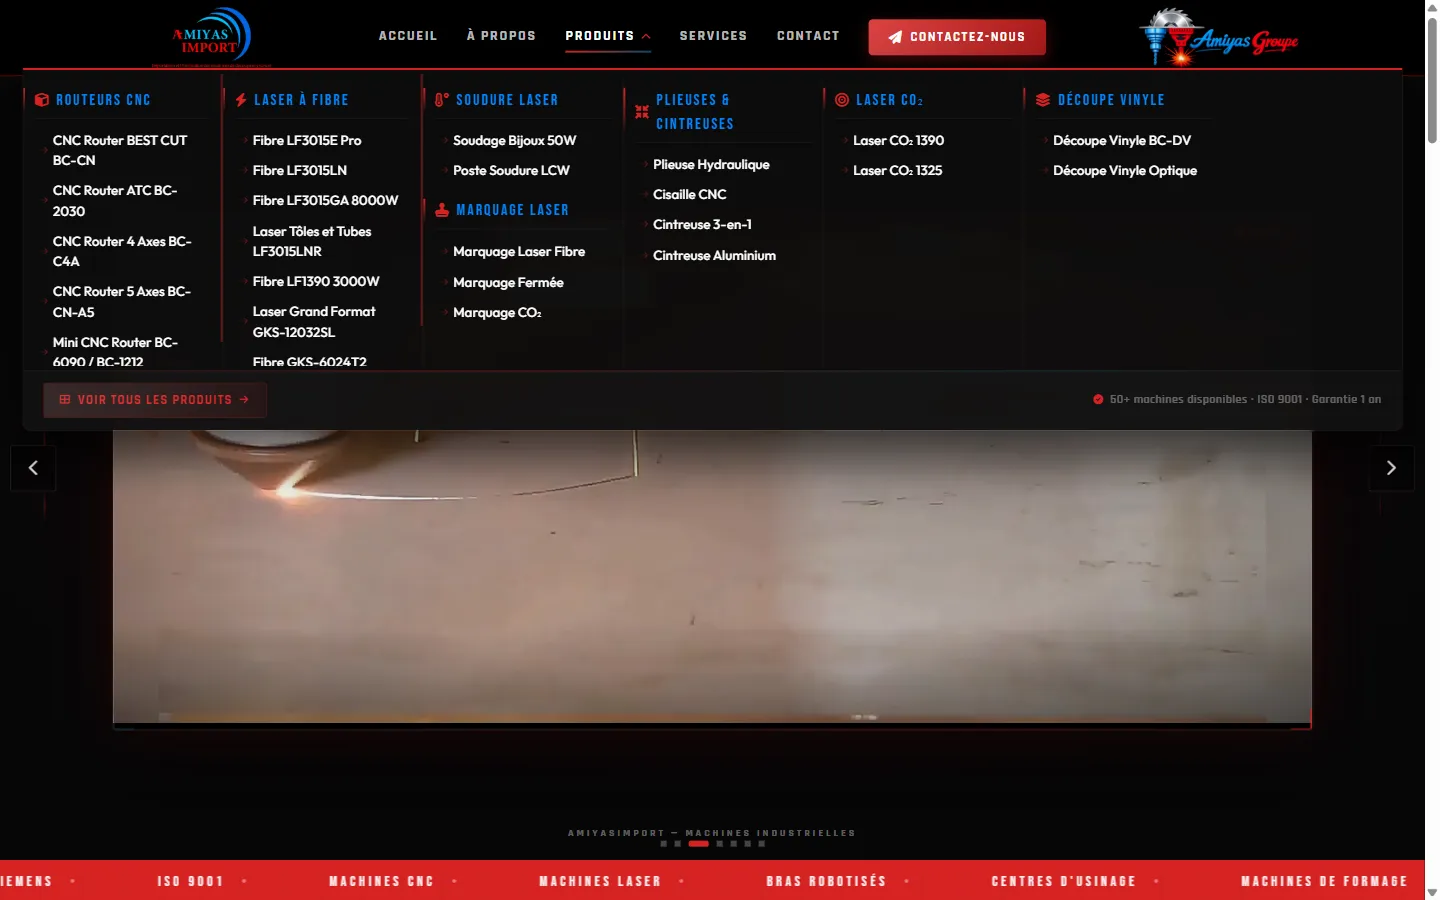 AMIYAS
IMPORT
ACCUEIL
À PROPOS
PRODUITS
SERVICES
CONTACT
CONTACTEZ-NOUS
Amiyas Groupe
ROUTEURS CNC
CNC Router BEST CUT
BC-CN
CNC Router ATC BC-
2030
CNC Router 4 Axes BC-
C4A
CNC Router 5 Axes BC-
CN-A5
Mini CNC Router BC-
6090 / BC-1212
LASER À FIBRE
Fibre LF3015E Pro
Fibre LF3015LN
Fibre LF3015GA 8000W
Laser Tôles et Tubes
LF3015LNR
Fibre LF1390 3000W
Laser Grand Format
GKS-12032SL
Fibre GKS-6024T2
SOUDURE LASER
Soudage Bijoux 50W
Poste Soudure LCW
MARQUAGE LASER
Marquage Laser Fibre
Marquage Fermée
Marquage CO₂
PLIEUSES &
CINTREUSES
Plieuse Hydraulique
Cisaille CNC
Cintreuse 3-en-1
Cintreuse Aluminium
LASER CO₂
Laser CO₂ 1390
Laser CO₂ 1325
DÉCOUPE VINYLE
Découpe Vinyle BC-DV
Découpe Vinyle Optique
VOIR TOUS LES PRODUITS →
50+ machines disponibles · ISO 9001 · Garantie 1 an
AMIYASIMPORT — MACHINES INDUSTRIELLES
IEMENS • ISO 9001 • MACHINES CNC • MACHINES LASER • BRAS ROBOTISÉS • CENTRES D'USINAGE • MACHINES DE FORMAGE